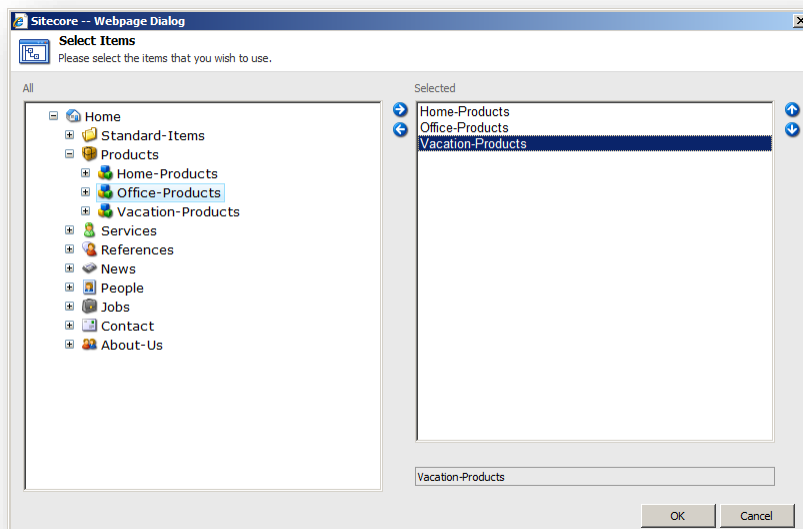 Sitecore -- Webpage Dialog
Select Items
Please select the items that you wish to use.
All
Home
Standard-Items
Products
Home-Products
Office-Products
Vacation-Products
Services
References
News
People
Jobs
Contact
About-Us
Selected
Home-Products
Office-Products
Vacation-Products
Vacation-Products
OK
Cancel